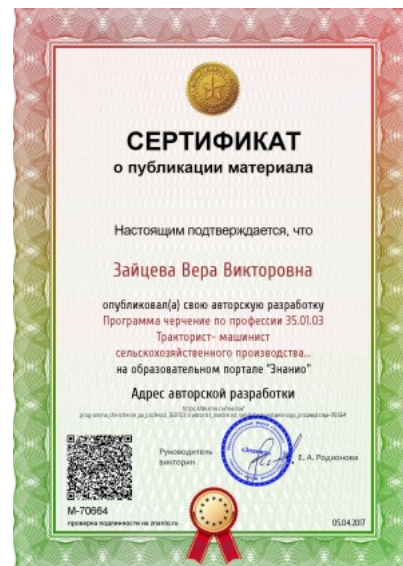 СЕРТИФИКАТ
о публикации материала
Настоящим подтверждается, что
Зайцева Вера Викторовна
опубликовал(а) свою авторскую разработку
Программа черчение по профессии 35.01.03
Тракторист- машинист
сельскохозяйственного производства...
на образовательном портале "Знанио"
Адрес авторской разработки
Руководитель
викторин
Е. А. Родионова
М-70664
проверка подлинности на znanio.ru
05.04.2017